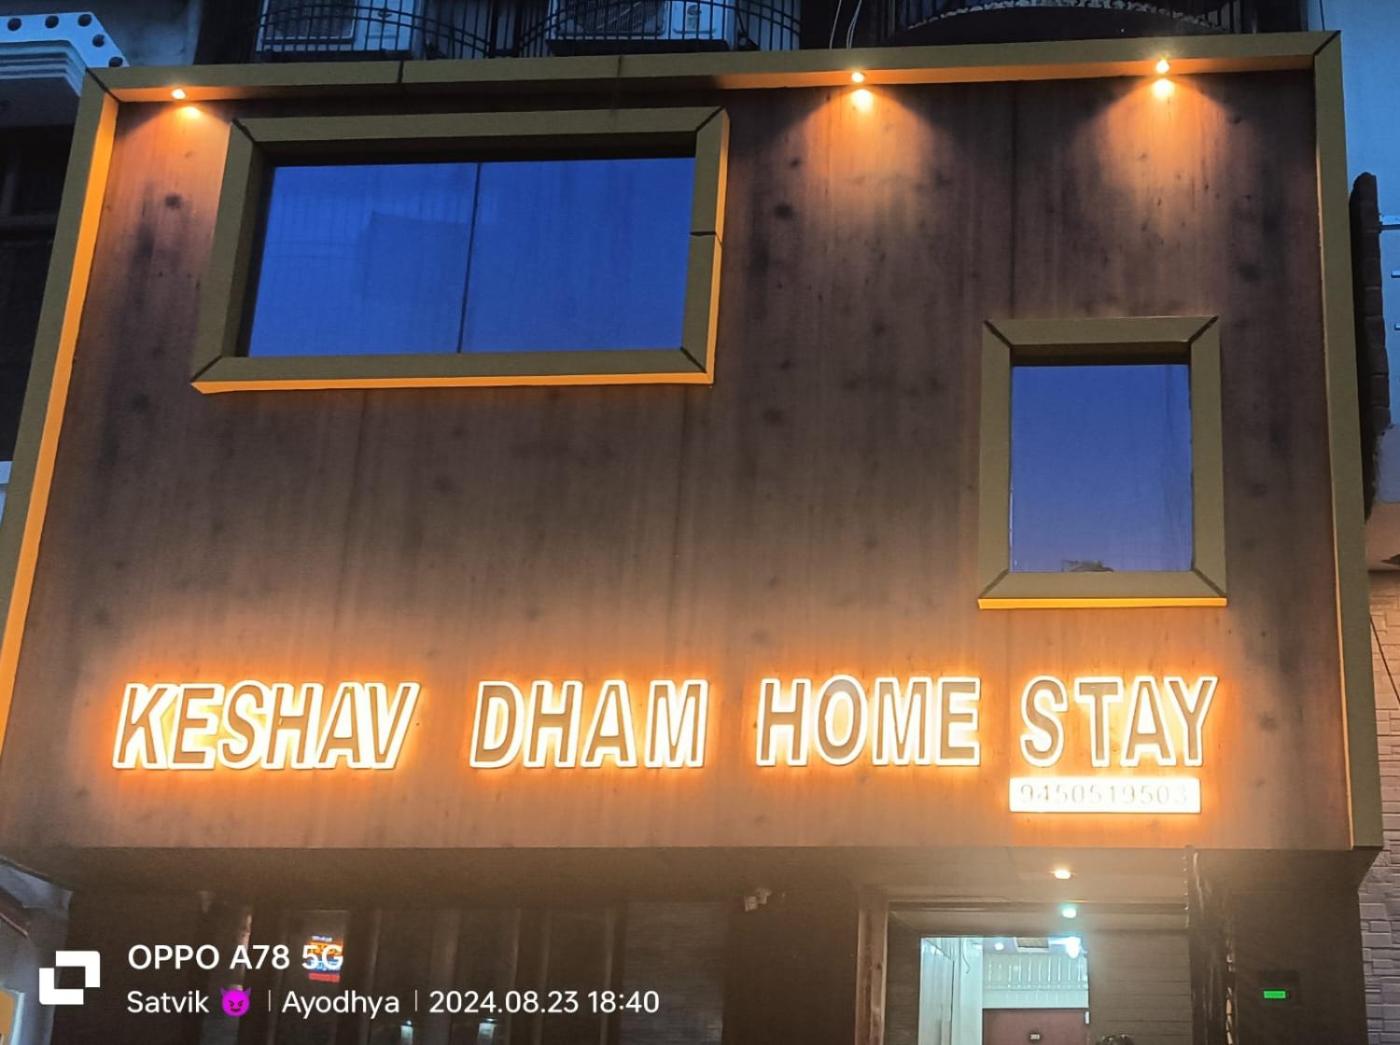 KESHAV DHAM HOME STAY
9450519503
OPPO A78 5G
Satvik 😈 | Ayodhya | 2024.08.23 18:40